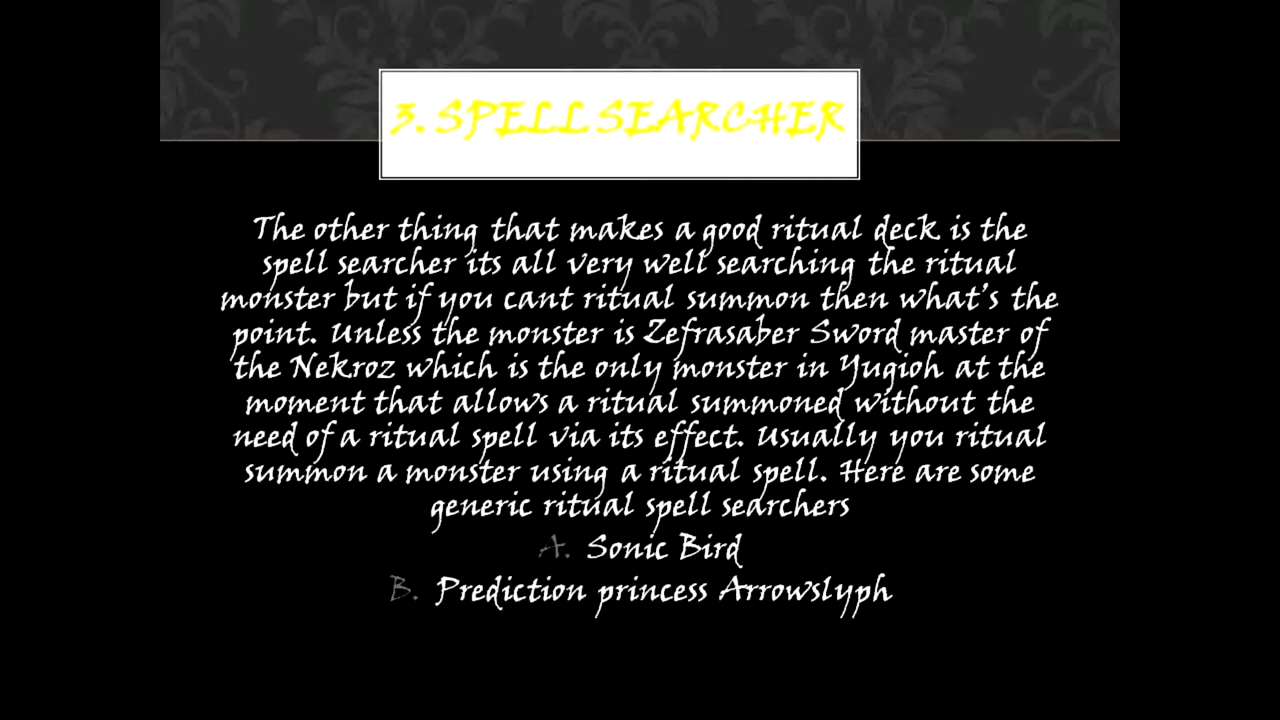 3. SPELL SEARCHER
The other thing that makes a good ritual deck is the
spell searcher its all very well searching the ritual
monster but if you cant ritual summon then what's the
point. Unless the monster is Zefrasaber Sword master of
the Nekroz which is the only monster in Yugioh at the
moment that allows a ritual summoned without the
need of a ritual spell via its effect. Usually you ritual
summon a monster using a ritual spell. Here are some
generic ritual spell searchers
A. Sonic Bird
B. Prediction princess Arrowslyph